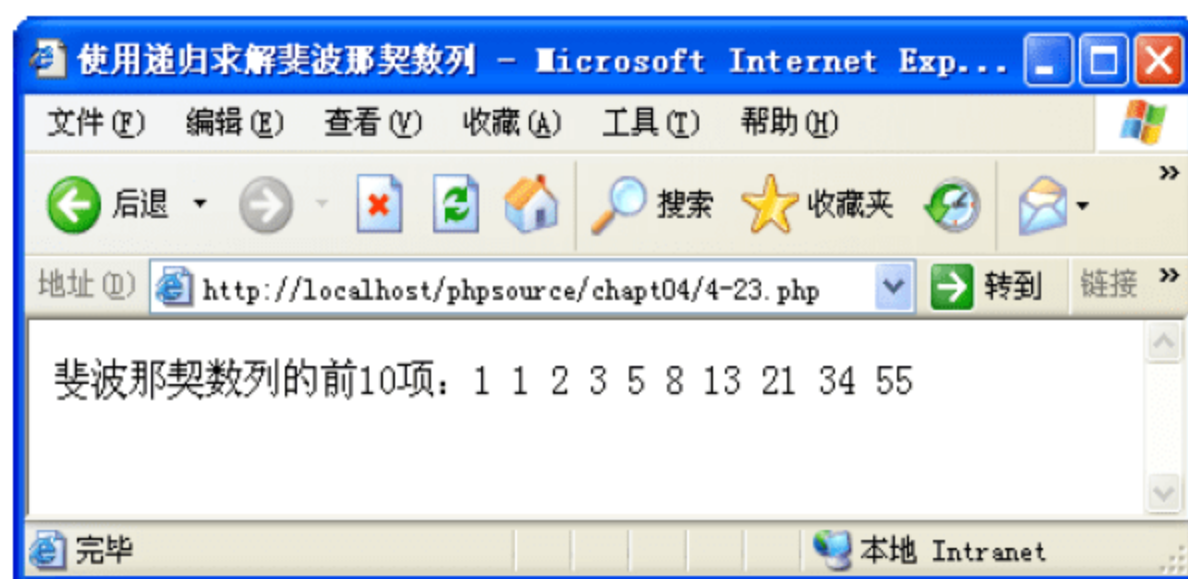 使用递归求解斐波那契数列 - Microsoft Internet Exp...
文件(F) 编辑(E) 查看(V) 收藏(A) 工具(T) 帮助(H)
后退 搜索 收藏夹 »
地址(D) http://localhost/phpsource/chapt04/4-23.php 转到 链接 »
斐波那契数列的前10项：1 1 2 3 5 8 13 21 34 55
完毕 本地 Intranet